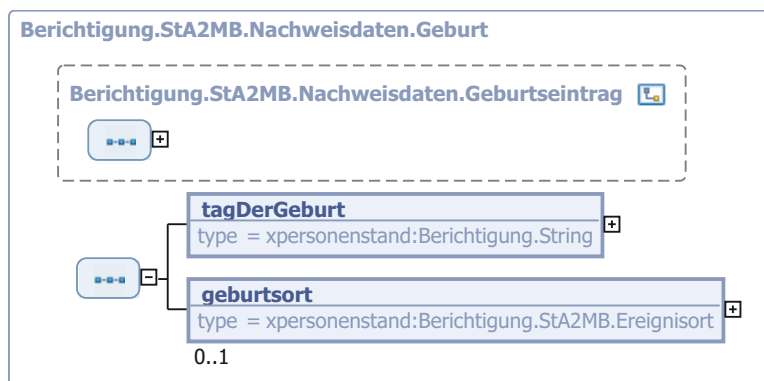 Berichtigung.StA2MB.Nachweisdaten.Geburt
Berichtigung.StA2MB.Nachweisdaten.Geburtseintrag
tagDerGeburt
type = xpersonenstand:Berichtigung.String
geburtsort
type = xpersonenstand:Berichtigung.StA2MB.Ereignisort
0..1